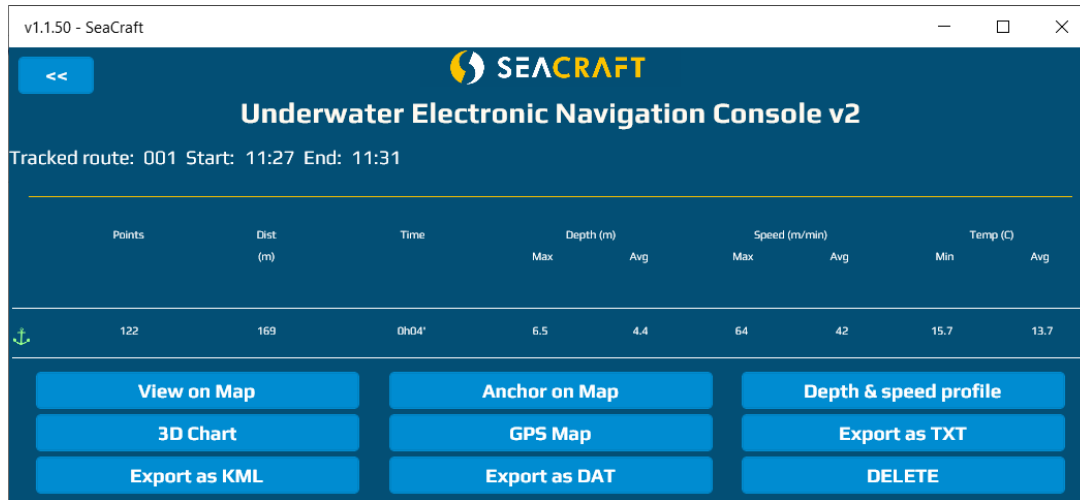 v1.1.50 - SeaCraft
<<
SEACRAFT
Underwater Electronic Navigation Console v2
Tracked route: 001 Start: 11:27 End: 11:31
Points Dist Time Depth (m) Speed (m/min) Temp (C)
(m) Max Avg Max Avg Min Avg
122 169 0h04' 6.5 4.4 64 42 15.7 13.7
View on Map Anchor on Map Depth & speed profile
3D Chart GPS Map Export as TXT
Export as KML Export as DAT DELETE